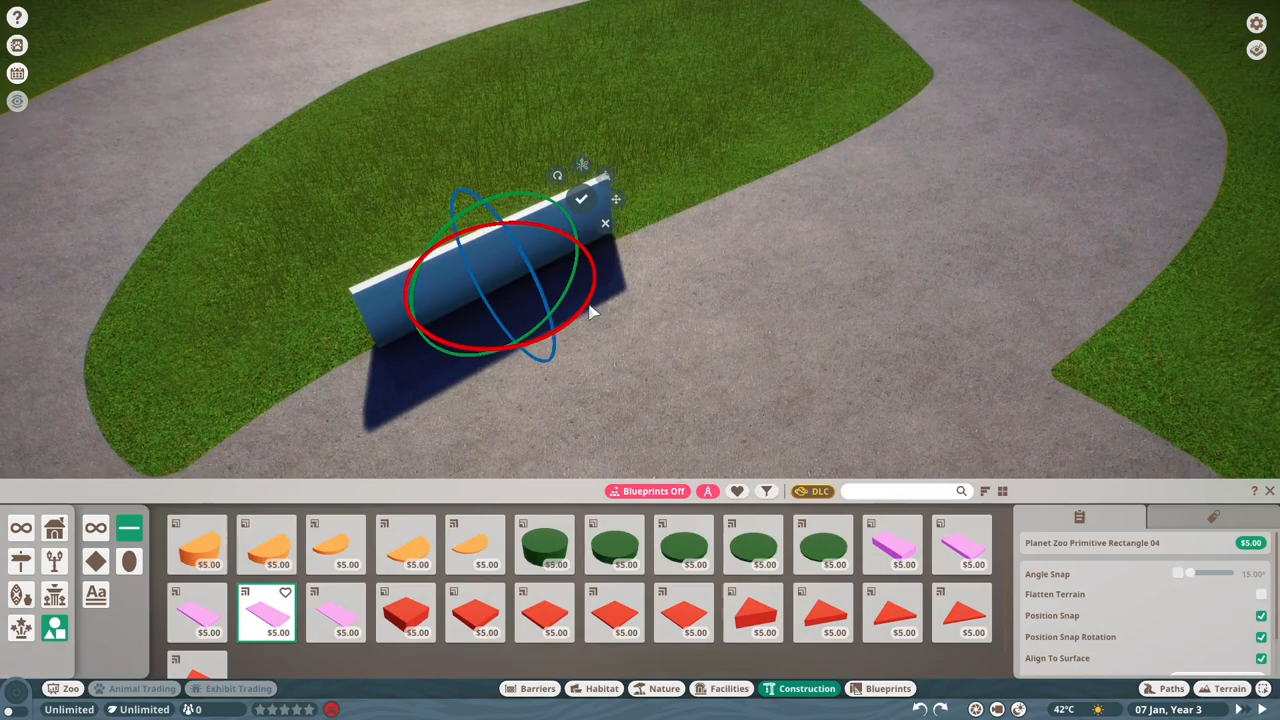 Blueprints Off
DLC
? ×
$5.00 $5.00 $5.00 $5.00 $5.00 $5.00 $5.00 $5.00 $5.00 $5.00 $5.00 $5.00
$5.00 $5.00 $5.00 $5.00 $5.00 $5.00 $5.00 $5.00 $5.00 $5.00 $5.00 $5.00
Aa
Planet Zoo Primitive Rectangle 04 $5.00
Angle Snap 15.00°
Flatten Terrain
Position Snap
Position Snap Rotation
Align To Surface
Zoo Animal Trading Exhibit Trading Barriers Habitat Nature Facilities Construction Blueprints Paths Terrain
Unlimited Unlimited 0 42°C 07 Jan, Year 3